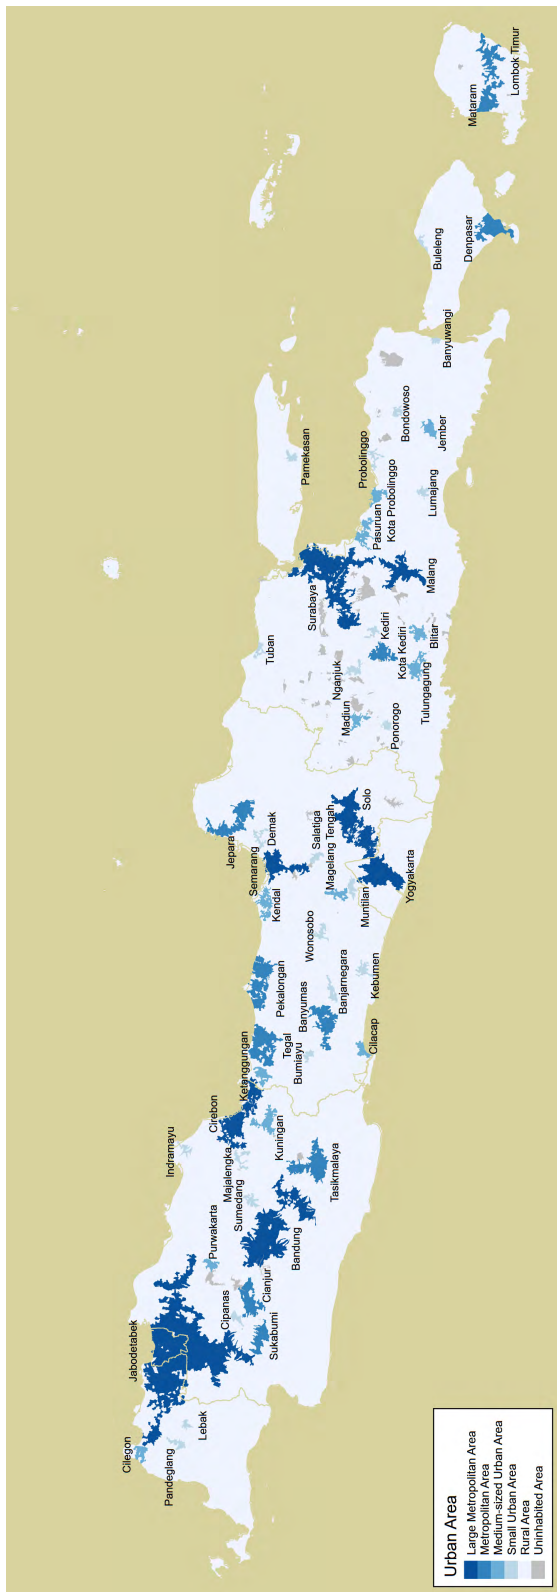 Cilegon
Pandeglang
Lebak
Jabodetabek
Sukabumi
Cipanas
Cianjur
Purwakarta
Bandung
Sumedang
Majalengka
Indramayu
Cirebon
Kuningan
Tasikmalaya
Ketanggungan
Tegal
Bumiayu
Cilacap
Banyumas
Banjarnegara
Kebumen
Pekalongan
Wonosobo
Kendal
Semarang
Demak
Jepara
Salatiga
Magelang Tengah
Muntilan
Yogyakarta
Solo
Madiun
Ponorogo
Nganjuk
Tulungagung
Kota Kediri
Kediri
Blitar
Tuban
Surabaya
Malang
Pasuruan
Kota Probolinggo
Probolinggo
Lumajang
Pamekasan
Jember
Bondowoso
Banyuwangi
Buleleng
Denpasar
Mataram
Lombok Timur
Urban Area
Large Metropolitan Area
Metropolitan Area
Medium-sized Urban Area
Small Urban Area
Rural Area
Uninhabited Area